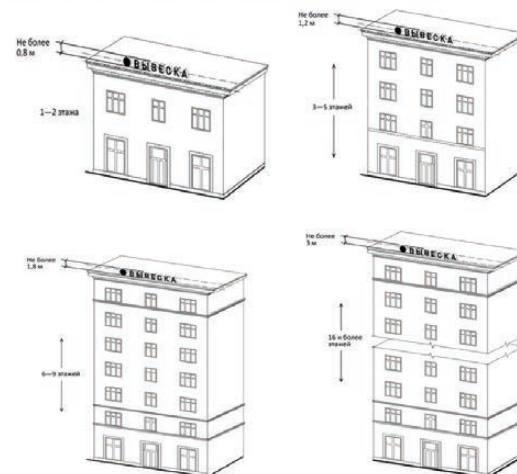 Не более
0,8 м
ВЫВЕСКА
1—2 этажа
Не более
1,2 м
ВЫВЕСКА
3—5 этажей
Не более
1,8 м
ВЫВЕСКА
6—9 этажей
Не более
3 м
ВЫВЕСКА
16 и более
этажей